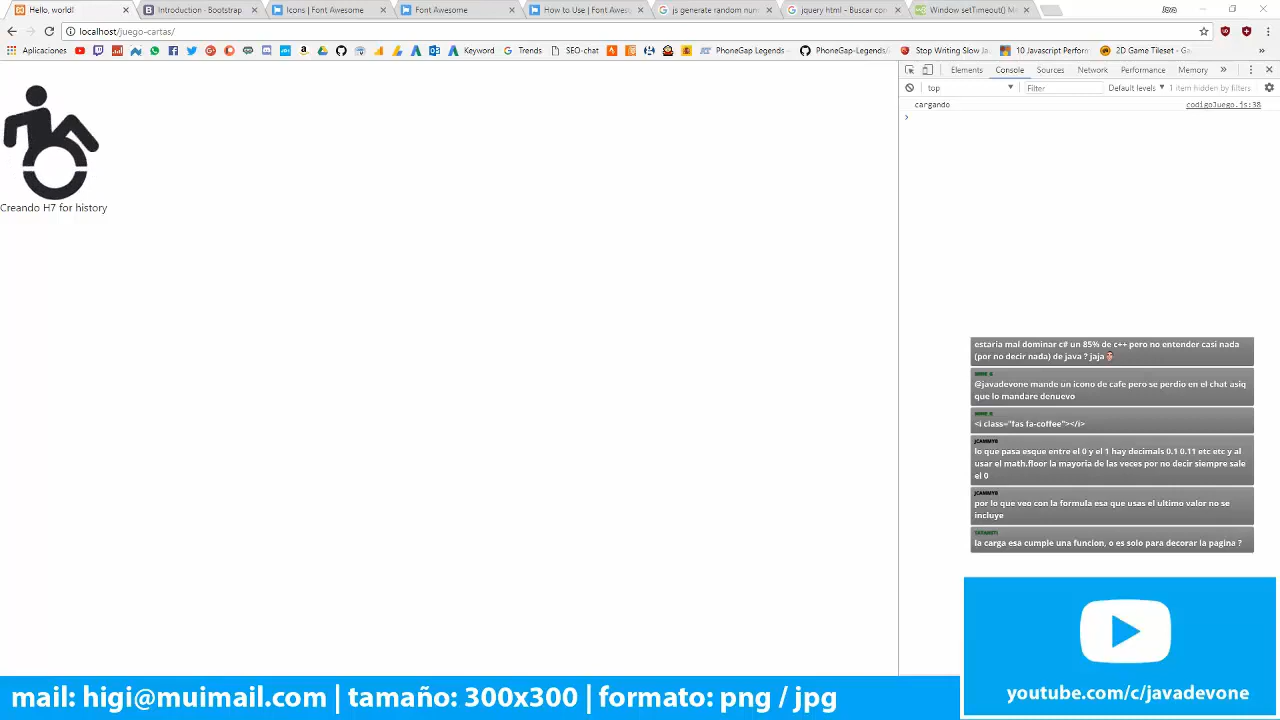 Hello, world!
Introduction · Bootstrap
Icons | Font Awesome
Font Awesome
How to Use | Font Awes
js generate random num
jquery html - Buscar con
Window setTimeout() M
localhost/juego-cartas/
Aplicaciones
Keyword
Trends
SEO-chat
PhoneGap Legends -
PhoneGap-Legends/
Stop Writing Slow Ja
10 Javascript Perform
2D Game Tileset - Ga
»
Elements
Console
Sources
Network
Performance
Memory
»
top
Filter
Default levels
1 item hidden by filters
cargando
codigoJuego.js:38
Creando H7 for history
estaria mal dominar c# un 85% de c++ pero no entender casi nada
(por no decir nada) de java ? jaja
@javadevone mande un icono de cafe pero se perdio en el chat asiq
que lo mandare denuevo
<i class="fas fa-coffee"></i>
JCAMMYB
lo que pasa esque entre el 0 y el 1 hay decimals 0.1 0.11 etc etc y al
usar el math.floor la mayoria de las veces por no decir siempre sale
el 0
JCAMMYB
por lo que veo con la formula esa que usas el ultimo valor no se
incluye
la carga esa cumple una funcion, o es solo para decorar la pagina ?
youtube.com/c/javadevone
mail: higi@muimail.com | tamaño: 300x300 | formato: png / jpg